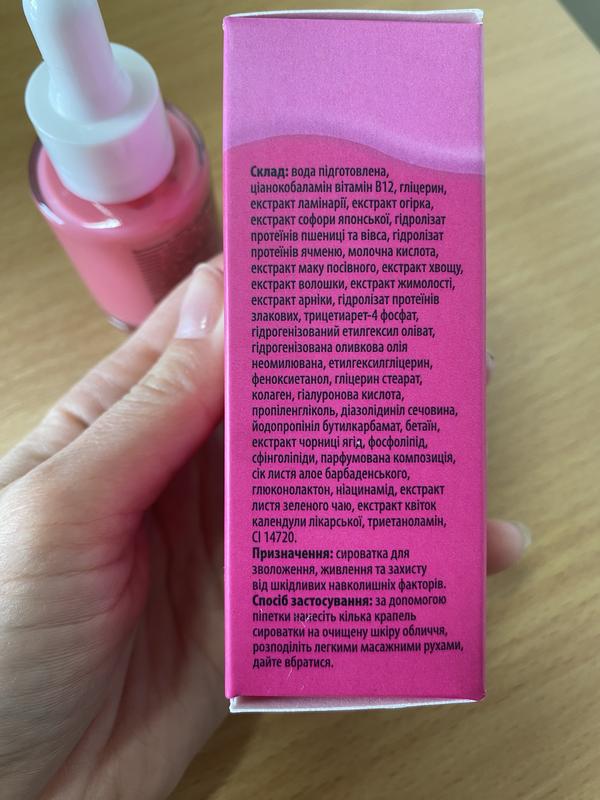 Склад: вода підготовлена,
ціанокобаламін вітамін B12, гліцерин,
екстракт ламінарії, екстракт огірка,
екстракт софори японської, гідролізат
протеїнів пшениці та вівса, гідролізат
протеїнів ячменю, молочна кислота,
екстракт маку посівного, екстракт хвощу,
екстракт волошки, екстракт жимолості,
екстракт арніки, гідролізат протеїнів
злакових, трицетиарет-4 фосфат,
гідрогенізований етилгексил оліват,
гідрогенізована оливкова олія
неомилювана, етилгексилгліцерин,
феноксиетанол, гліцерин стеарат,
колаген, гіалуронова кислота,
пропіленгліколь, діазолідініл сечовина,
йодопропініл бутилкарбамат, бетаїн,
екстракт чорниці ягід, фосфоліпід,
сфінголіпіди, парфумована композиція,
сік листя алое барбаденського,
глюконолактон, ніацинамід, екстракт
листя зеленого чаю, екстракт квіток
календули лікарської, триетаноламін,
CI 14720.
Призначення: сироватка для
зволоження, живлення та захисту
від шкідливих навколишніх факторів.
Спосіб застосування: за допомогою
піпетки нанесіть кілька крапель
сироватки на очищену шкіру обличчя,
розподіліть легкими масажними рухами,
дайте вбратися.